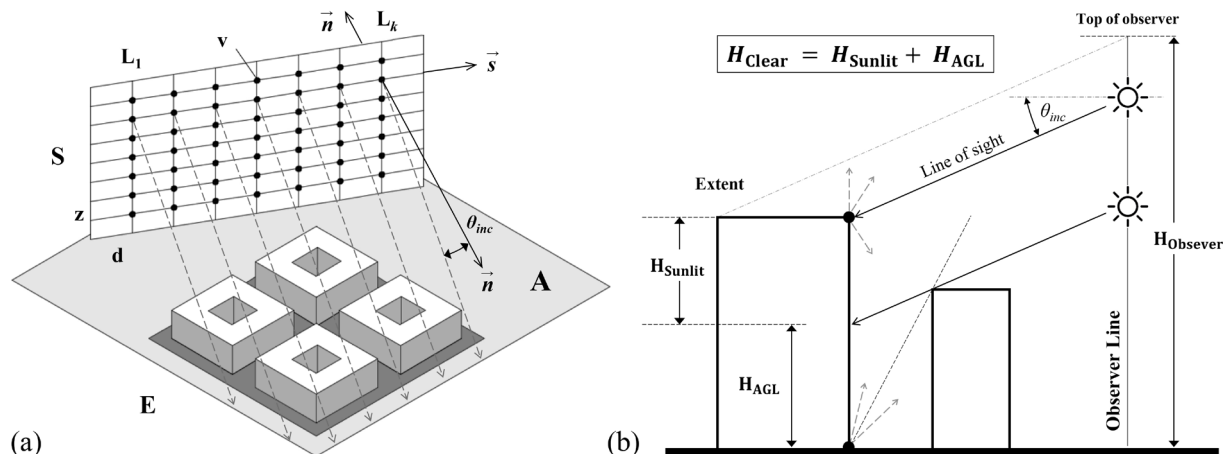 n
L_k
v
L_1
s
S
z
d
θ_inc
n
A
E
(a)
Top of observer
H_Clear = H_Sunlit + H_AGL
θ_inc
Line of sight
Extent
H_Sunlit
H_Obsever
H_AGL
Observer Line
(b)